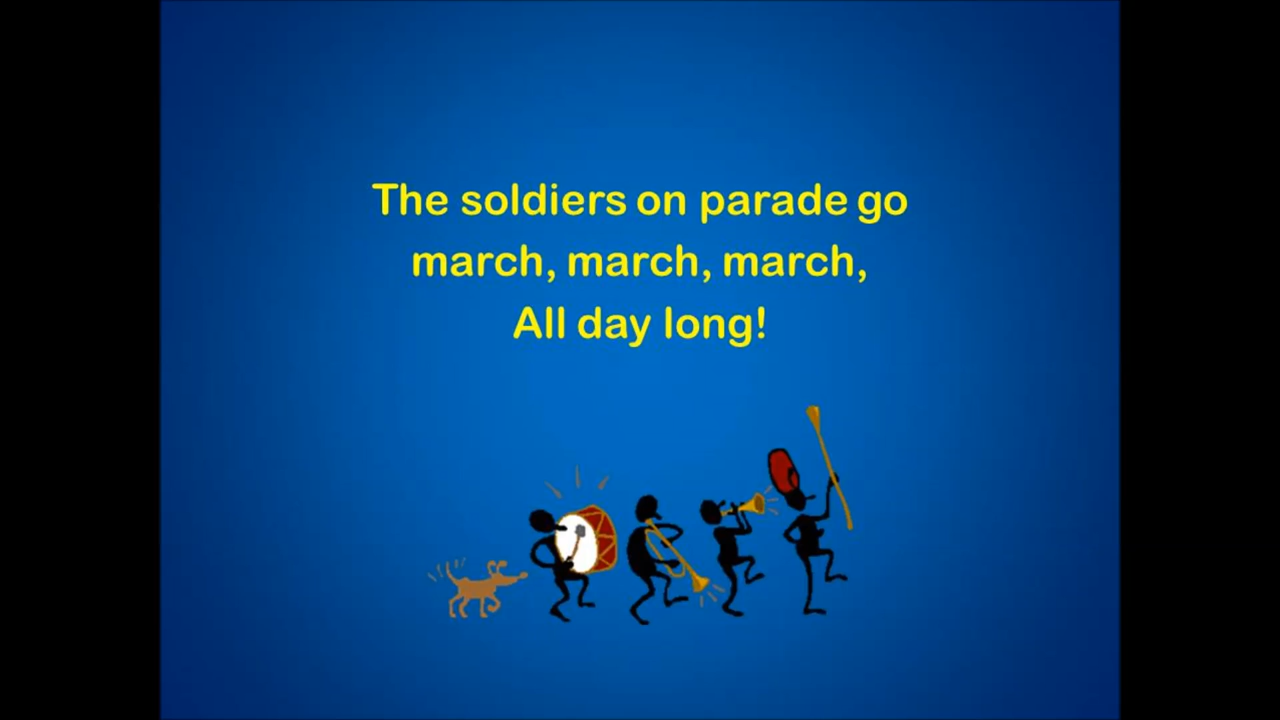 The soldiers on parade go
march, march, march,
All day long!